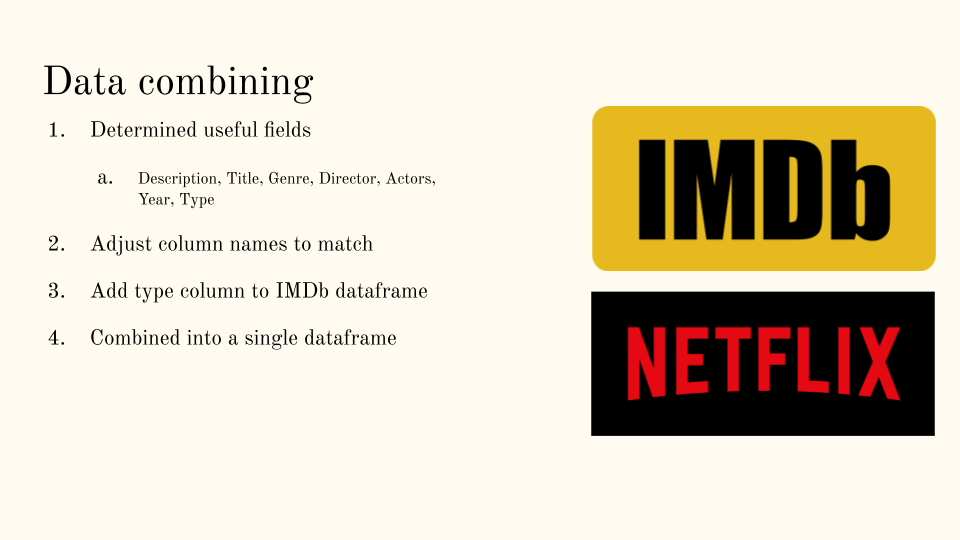 Data combining
1. Determined useful fields
a. Description, Title, Genre, Director, Actors,
Year, Type
2. Adjust column names to match
3. Add type column to IMDb dataframe
4. Combined into a single dataframe
IMDb
NETFLIX